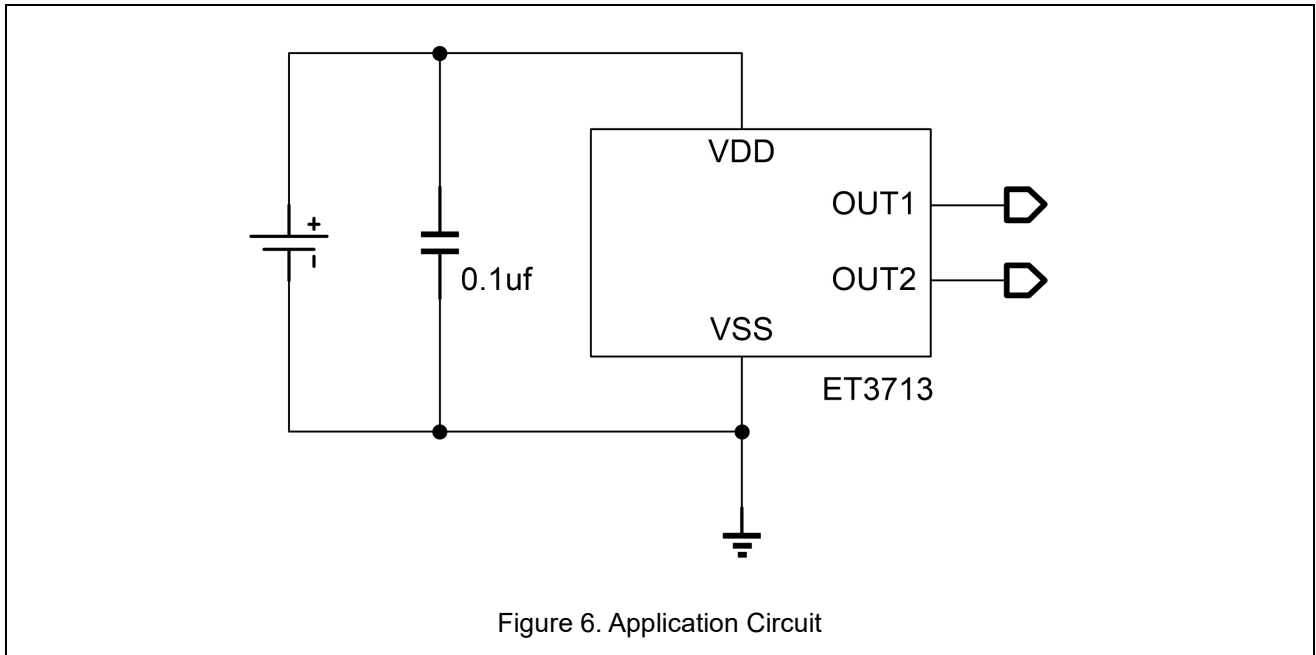 VDD
OUT1
0.1uf
OUT2
VSS
ET3713
Figure 6. Application Circuit